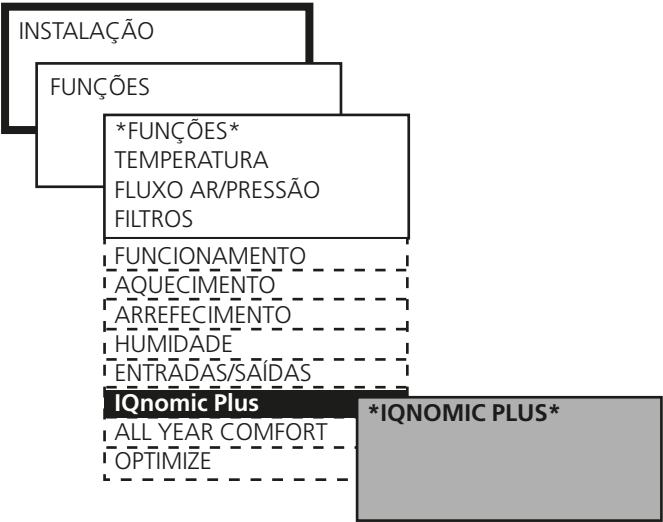 INSTALAÇÃO
FUNÇÕES
*FUNÇÕES*
TEMPERATURA
FLUXO AR/PRESSÃO
FILTROS
FUNCIONAMENTO
AQUECIMENTO
ARREFECIMENTO
HUMIDADE
ENTRADAS/SAÍDAS
IQnomic Plus
*IQNOMIC PLUS*
ALL YEAR COMFORT
OPTIMIZE